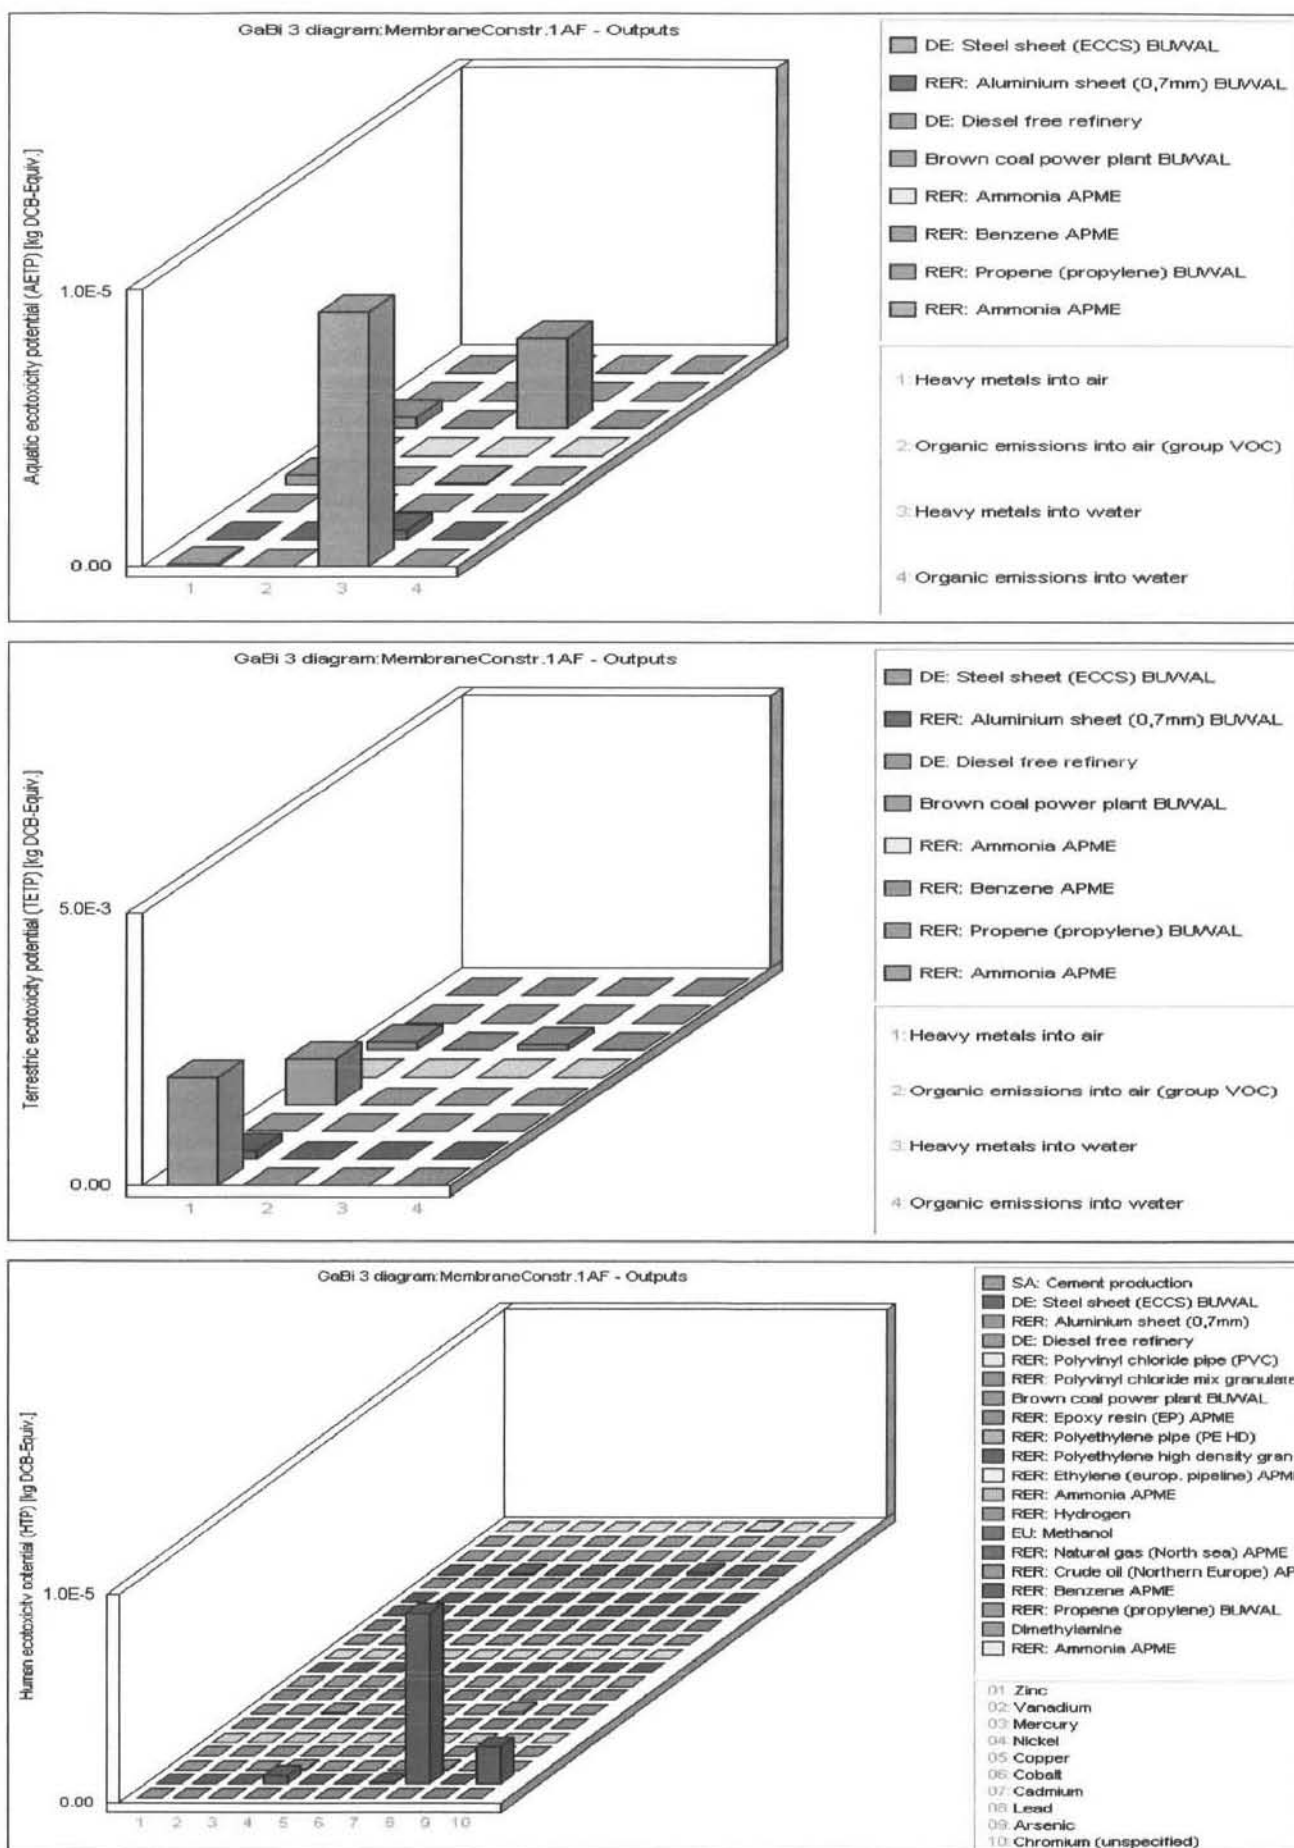 GaBi 3 diagram:MembraneConstr.1AF - Outputs
Aquatic ecotoxicity potential (AETP) [kg DCB-Equiv.]
1.0E-5
0.00
1 2 3 4
DE: Steel sheet (ECCS) BUWAL
RER: Aluminium sheet (0,7mm) BUWAL
DE: Diesel free refinery
Brown coal power plant BUWAL
RER: Ammonia APME
RER: Benzene APME
RER: Propene (propylene) BUWAL
RER: Ammonia APME
1: Heavy metals into air
2: Organic emissions into air (group VOC)
3: Heavy metals into water
4: Organic emissions into water
GaBi 3 diagram:MembraneConstr.1AF - Outputs
Terrestric ecotoxicity potential (TETP) [kg DCB-Equiv.]
5.0E-3
0.00
1 2 3 4
DE: Steel sheet (ECCS) BUWAL
RER: Aluminium sheet (0,7mm) BUWAL
DE: Diesel free refinery
Brown coal power plant BUWAL
RER: Ammonia APME
RER: Benzene APME
RER: Propene (propylene) BUWAL
RER: Ammonia APME
1: Heavy metals into air
2: Organic emissions into air (group VOC)
3: Heavy metals into water
4: Organic emissions into water
GaBi 3 diagram:MembraneConstr.1AF - Outputs
Human ecotoxicity potential (HTP) [kg DCB-Equiv.]
1.0E-5
0.00
1 2 3 4 5 6 7 8 9 10
SA: Cement production
DE: Steel sheet (ECCS) BUWAL
RER: Aluminium sheet (0,7mm)
DE: Diesel free refinery
RER: Polyvinyl chloride pipe (PVC)
RER: Polyvinyl chloride mix granulate
Brown coal power plant BUWAL
RER: Epoxy resin (EP) APME
RER: Polyethylene pipe (PE HD)
RER: Polyethylene high density gran
RER: Ethylene (europ. pipeline) APME
RER: Ammonia APME
RER: Hydrogen
EU: Methanol
RER: Natural gas (North sea) APME
RER: Crude oil (Northern Europe) AP
RER: Benzene APME
RER: Propene (propylene) BUWAL
Dimethylamine
RER: Ammonia APME
01: Zinc
02: Vanadium
03: Mercury
04: Nickel
05: Copper
06: Cobalt
07: Cadmium
08: Lead
09: Arsenic
10: Chromium (unspecified)